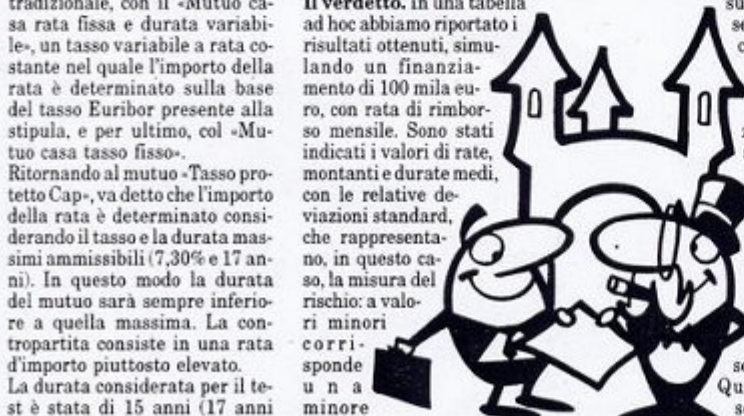 tradizionale, con il «Mutuo ca-
sa rata fissa e durata variabi-
le», un tasso variabile a rata co-
stante nel quale l'importo della
rata è determinato sulla base
del tasso Euribor presente alla
stipula, e per ultimo, col «Mu-
tuo casa tasso fisso».
Ritornando al mutuo «Tasso pro-
tetto Cap», va detto che l'importo
della rata è determinato consi-
derando il tasso e la durata mas-
simi ammissibili (7,30% e 17 an-
ni). In questo modo la durata
del mutuo sarà sempre inferio-
re a quella massima. La con-
tropartita consiste in una rata
d'importo piuttosto elevato.
La durata considerata per il te-
st è stata di 15 anni (17 anni
Il verdetto. In una tabella
ad hoc abbiamo riportato i
risultati ottenuti, simu-
lando un finanzia-
mento di 100 mila eu-
ro, con rata di rimbor-
so mensile. Sono stati
indicati i valori di rate,
montanti e durate medi,
con le relative de-
viazioni standard,
che rappresenta-
no, in questo ca-
so, la misura del
rischio: a valo-
ri minori
corri-
sponde
una
minore
Qu